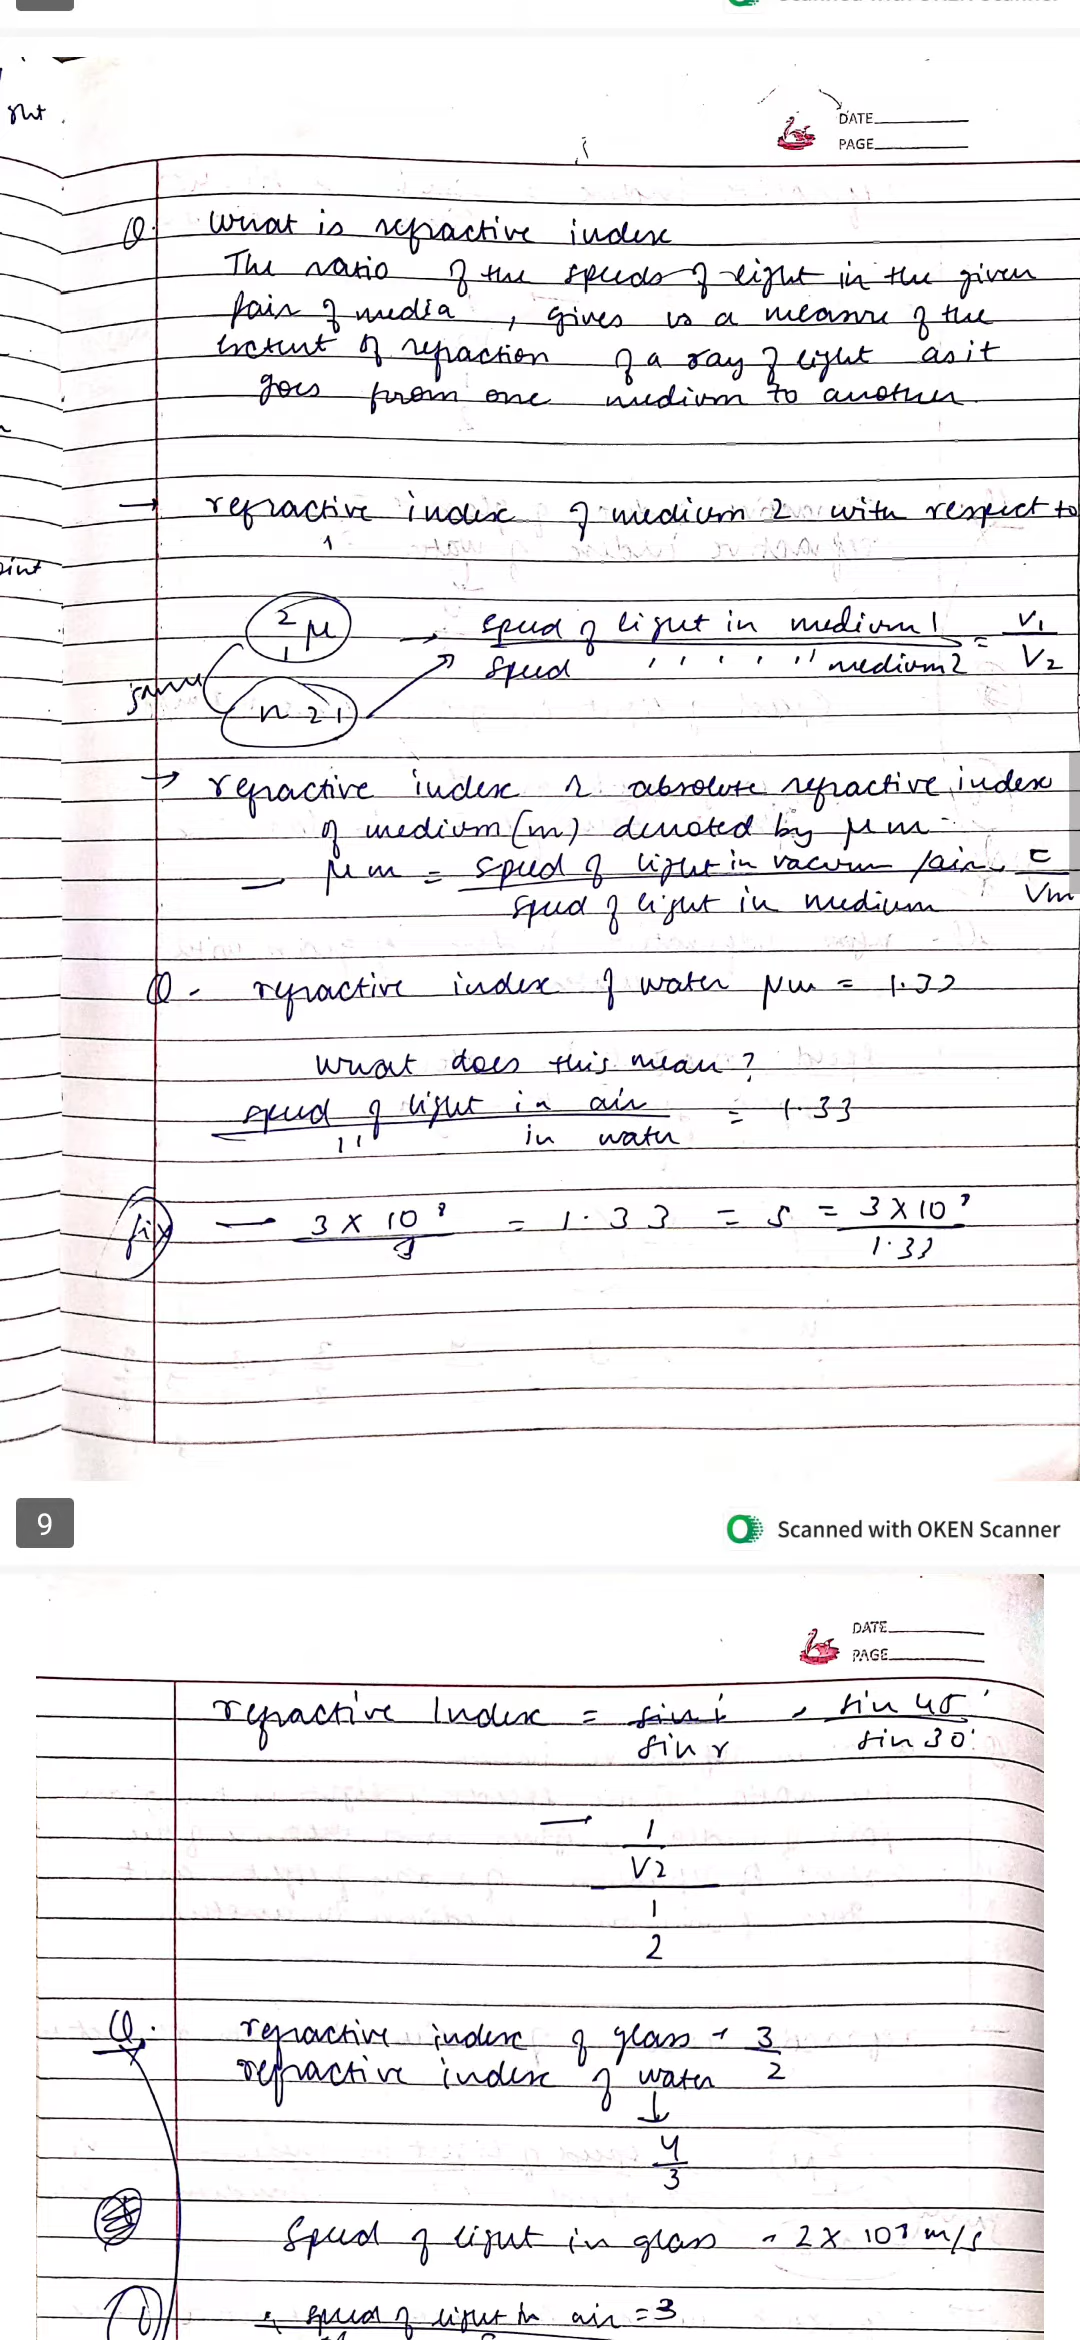 DATE
PAGE
Q. what is refractive index
The ratio of the speeds of light in the given
pair of media, gives us a measure of the
extent of refraction of a ray of light as it
goes from one medium to another.
→ refractive index of medium 2 with respect to
1
2 μ 1 → speed of light in medium 1 = V1
speed '' '' '' medium 2 V2
same
n 21
→ refractive index & absolute refractive index
of medium (m) denoted by μm
— μm = speed of light in vacuum / air = c
speed of light in medium Vm
Q. refractive index of water μw = 1.33
what does this mean?
speed of light in air = 1.33
'' in water
fix — 3 × 10⁸ = 1.33 = s = 3 × 10⁸
s 1.33
9
Scanned with OKEN Scanner
DATE
PAGE
refractive Index = sin i , sin 45°
sin r sin 30°
— 1
√2
1
2
Q. refractive index of glass → 3
refractive index of water 2
↓
4
3
Speed of light in glass = 2 × 10⁸ m/s
(i) speed of light in air = 3